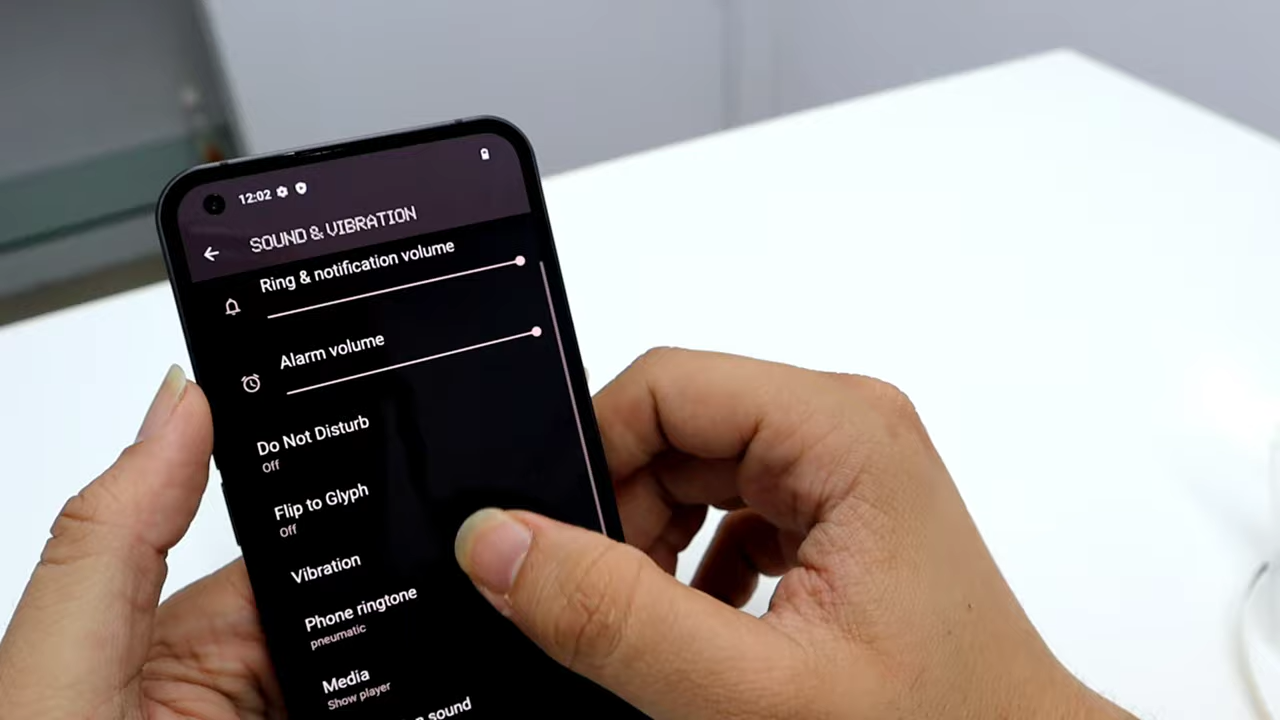 12:02
SOUND & VIBRATION
Ring & notification volume
Alarm volume
Do Not Disturb
Off
Flip to Glyph
Off
Vibration
Phone ringtone
pneumatic
Media
Show player
sound